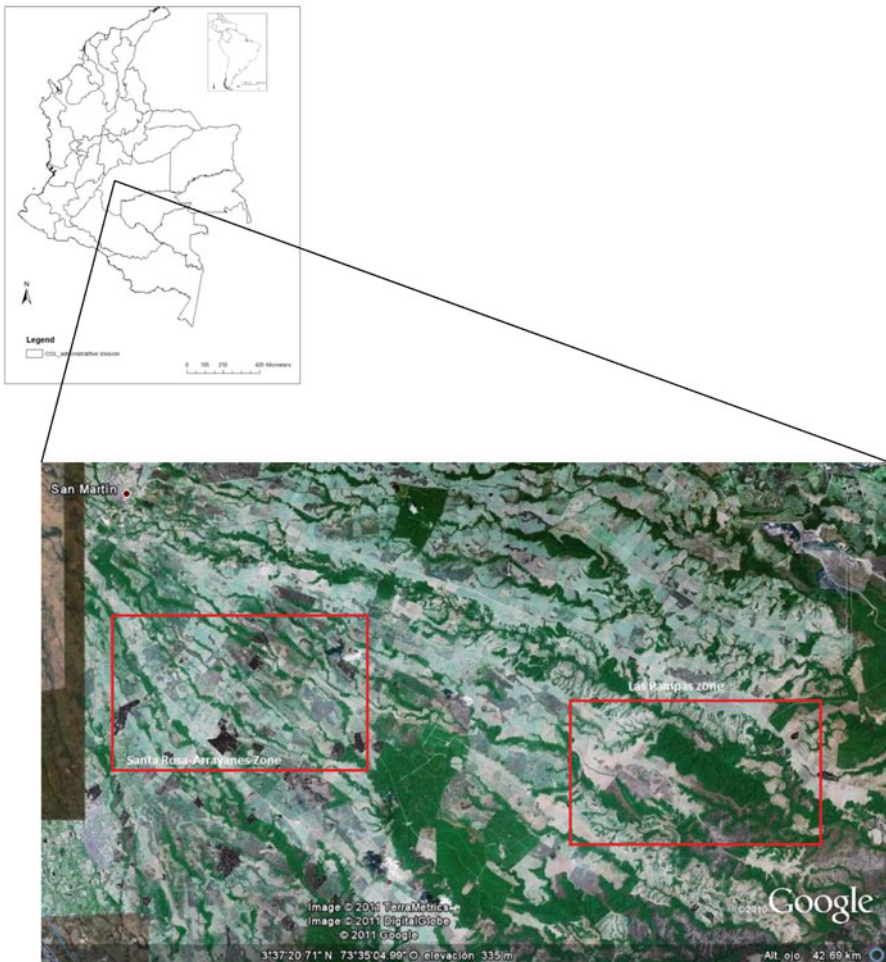 N
Legend
COL_administrative division
0 105 210 420 Kilometers
San Martin
Las Pampas zone
Santa Rosa-Arrayanes Zone
Image © 2011 TerraMetrics
Image © 2011 DigitalGlobe
© 2011 Google
©2010 Google
3°37'20.71" N 73°35'04.99" O elevación 335 m
Alt. ojo 42.69 km